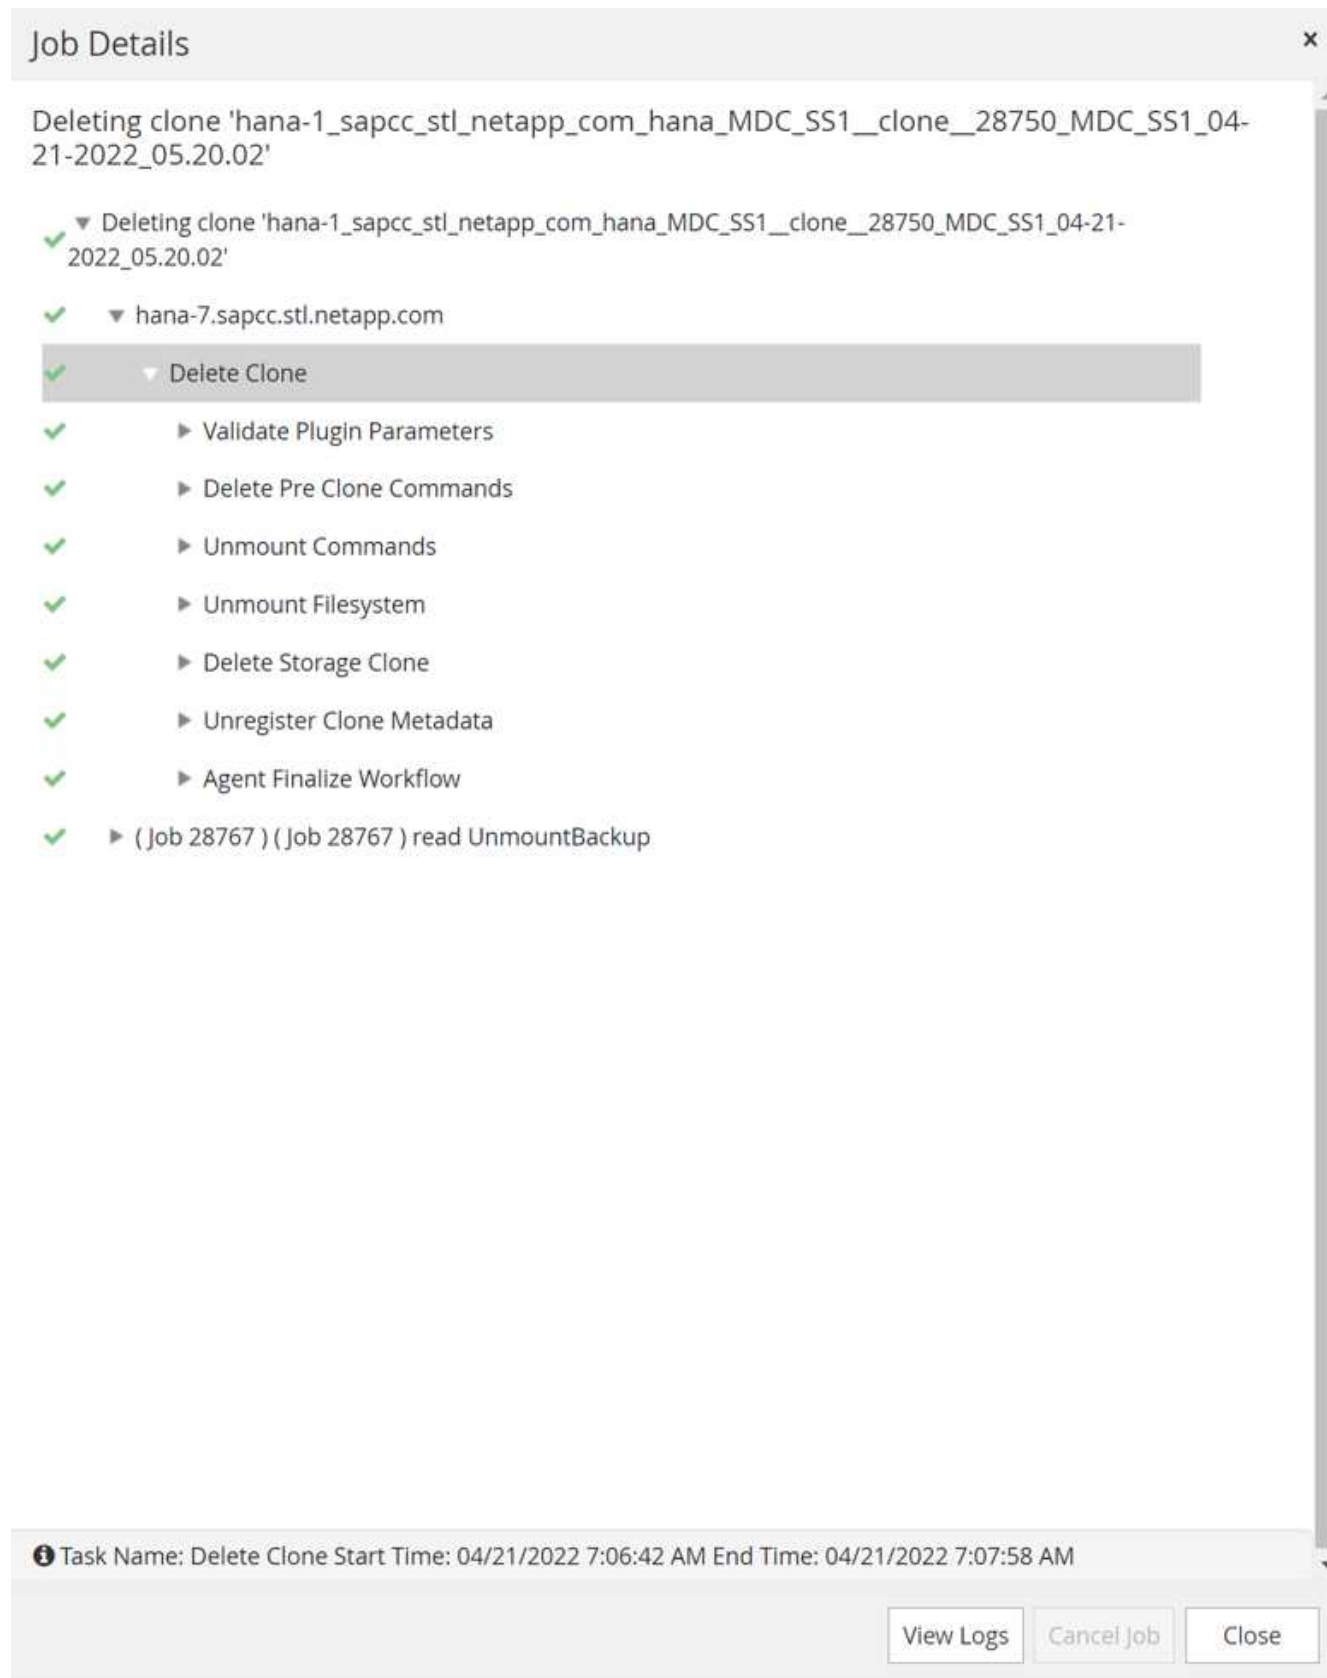 Job Details
x
Deleting clone 'hana-1_sapcc_stl_netapp_com_hana_MDC_SS1__clone__28750_MDC_SS1_04-
21-2022_05.20.02'
Deleting clone 'hana-1_sapcc_stl_netapp_com_hana_MDC_SS1__clone__28750_MDC_SS1_04-21-
2022_05.20.02'
hana-7.sapcc.stl.netapp.com
Delete Clone
Validate Plugin Parameters
Delete Pre Clone Commands
Unmount Commands
Unmount Filesystem
Delete Storage Clone
Unregister Clone Metadata
Agent Finalize Workflow
( Job 28767 ) ( Job 28767 ) read UnmountBackup
Task Name: Delete Clone Start Time: 04/21/2022 7:06:42 AM End Time: 04/21/2022 7:07:58 AM
View Logs Cancel Job Close